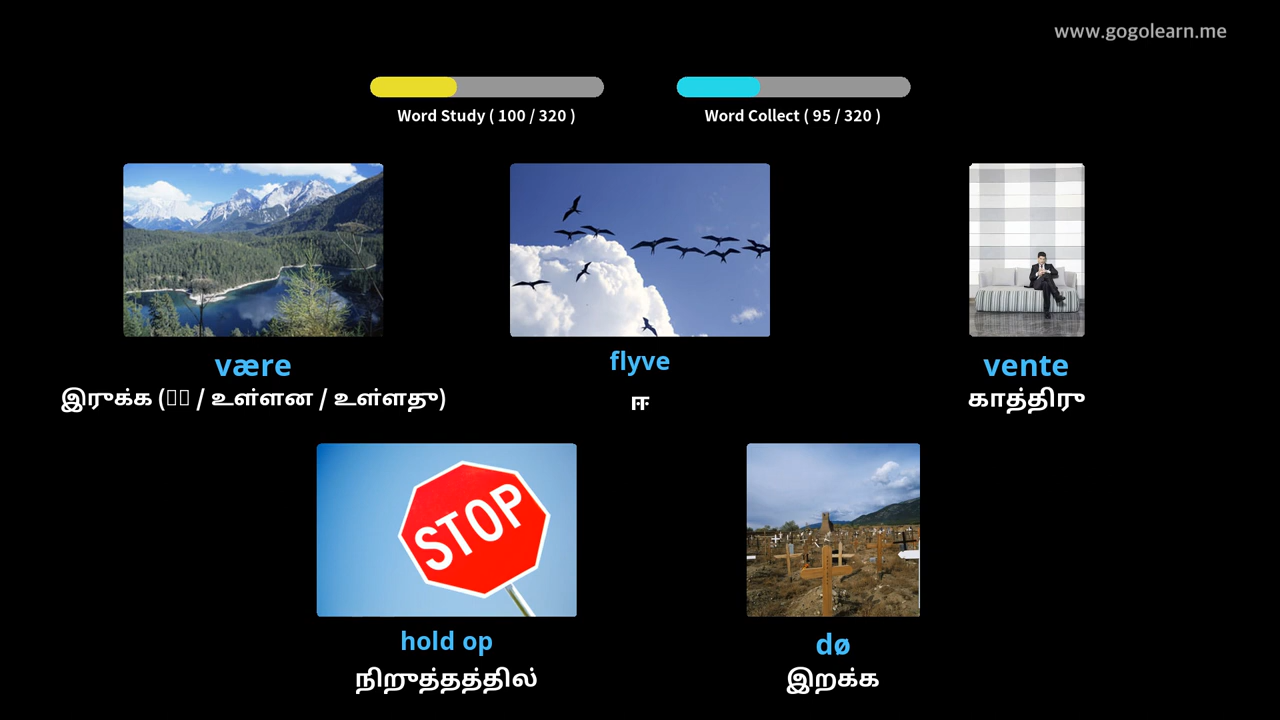 www.gogolearn.me
Word Study ( 100 / 320 )
Word Collect ( 95 / 320 )
være
இருக்க ( / உள்ளன / உள்ளது)
flyve
ஈ
vente
காத்திரு
STOP
hold op
நிறுத்தத்தில்
dø
இறக்க